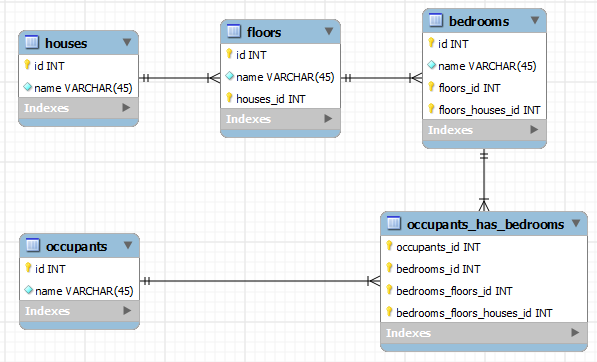 houses
id INT
name VARCHAR(45)
Indexes
floors
id INT
name VARCHAR(45)
houses_id INT
Indexes
bedrooms
id INT
name VARCHAR(45)
floors_id INT
floors_houses_id INT
Indexes
occupants
id INT
name VARCHAR(45)
Indexes
occupants_has_bedrooms
occupants_id INT
bedrooms_id INT
bedrooms_floors_id INT
bedrooms_floors_houses_id INT
Indexes